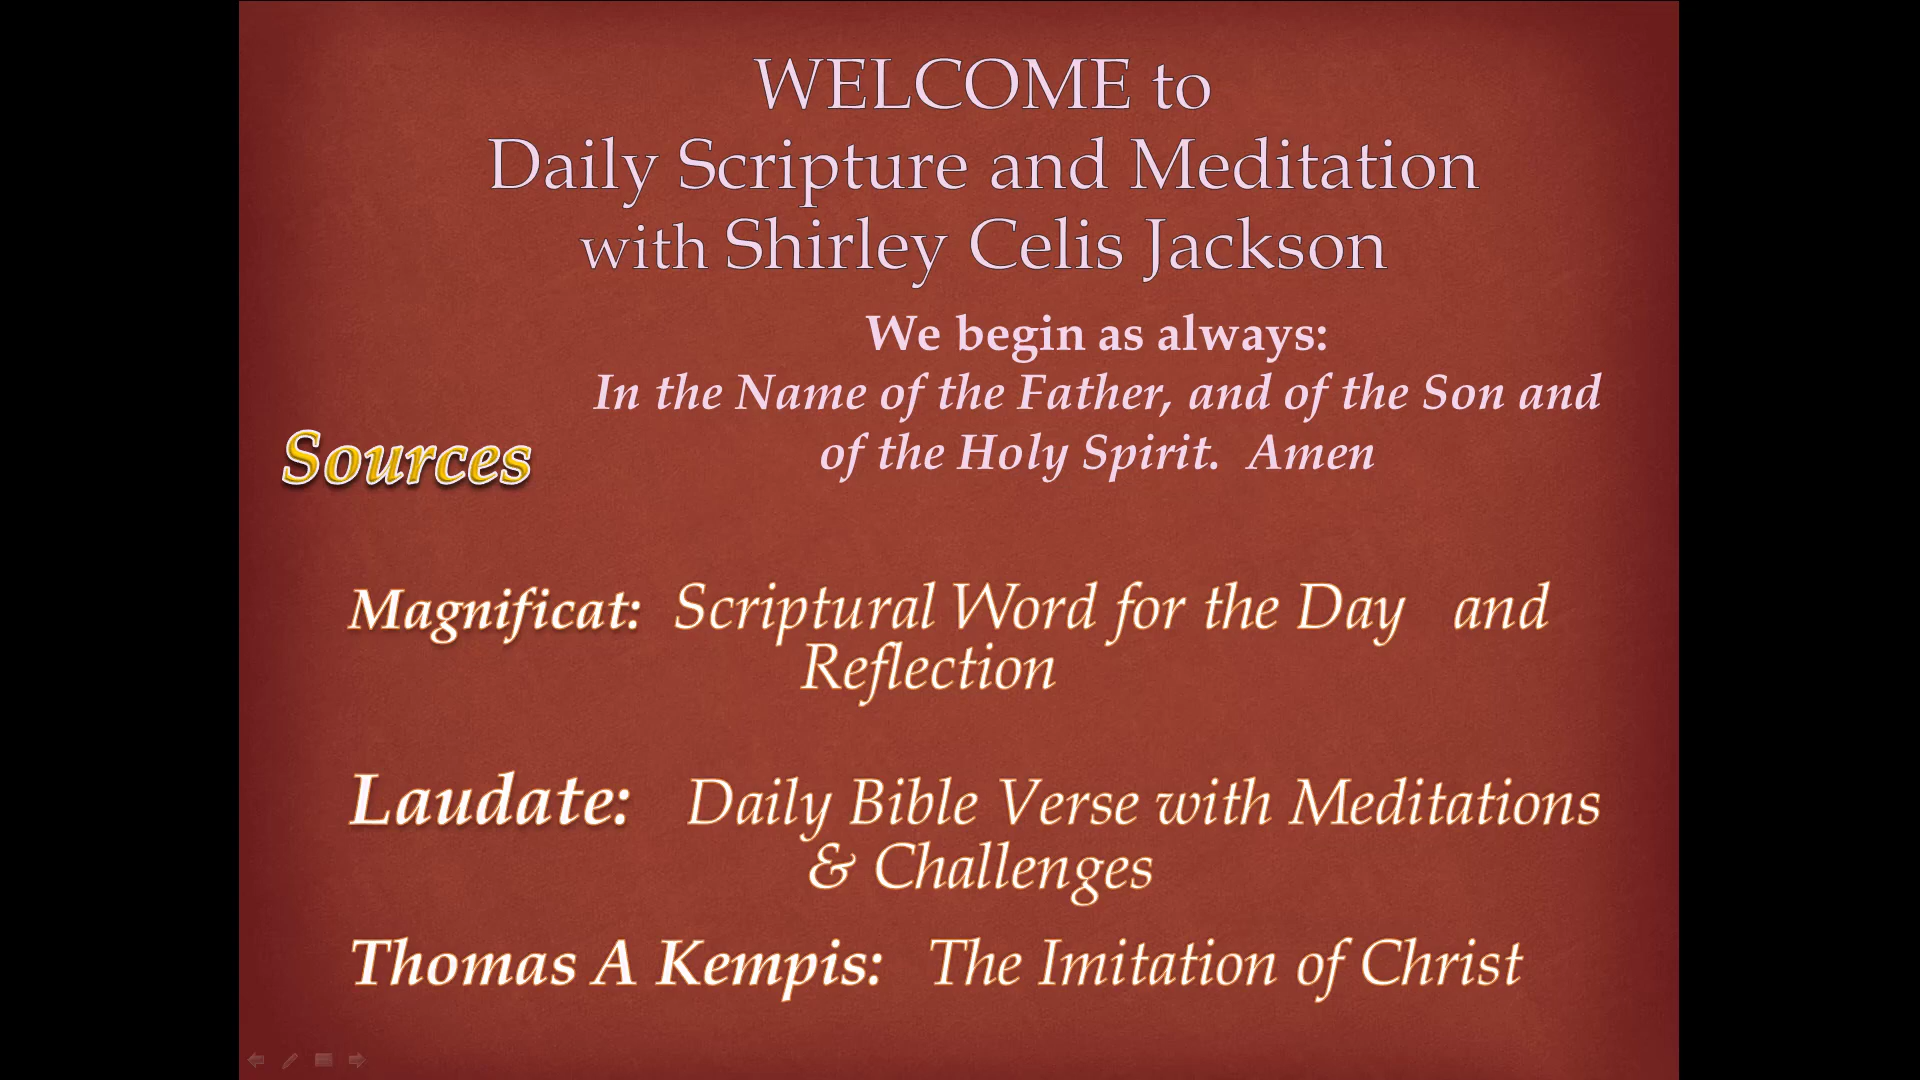 WELCOME to
Daily Scripture and Meditation
with Shirley Celis Jackson
We begin as always:
In the Name of the Father, and of the Son and
of the Holy Spirit.  Amen
Sources
Magnificat:  Scriptural Word for the Day   and
Reflection
Laudate:   Daily Bible Verse with Meditations
& Challenges
Thomas A Kempis:   The Imitation of Christ